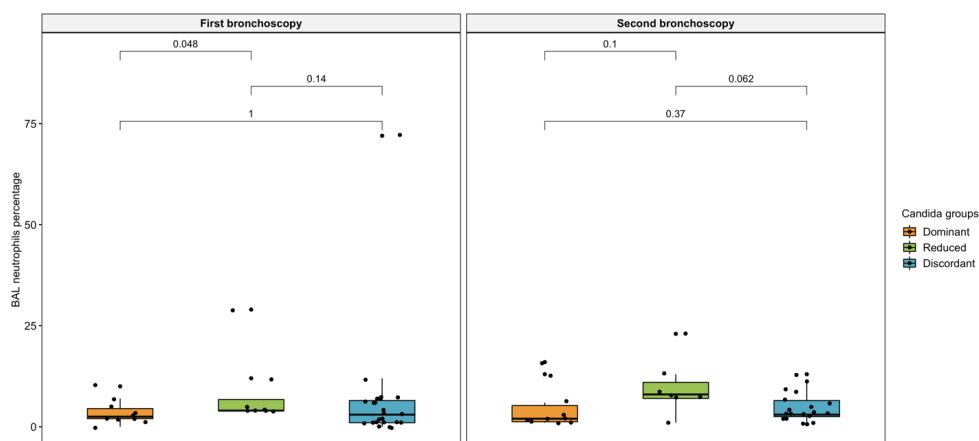 First bronchoscopy
Second bronchoscopy
0.048
0.1
0.14
0.062
1
0.37
75
50
25
0
BAL neutrophils percentage
Candida groups
Dominant
Reduced
Discordant